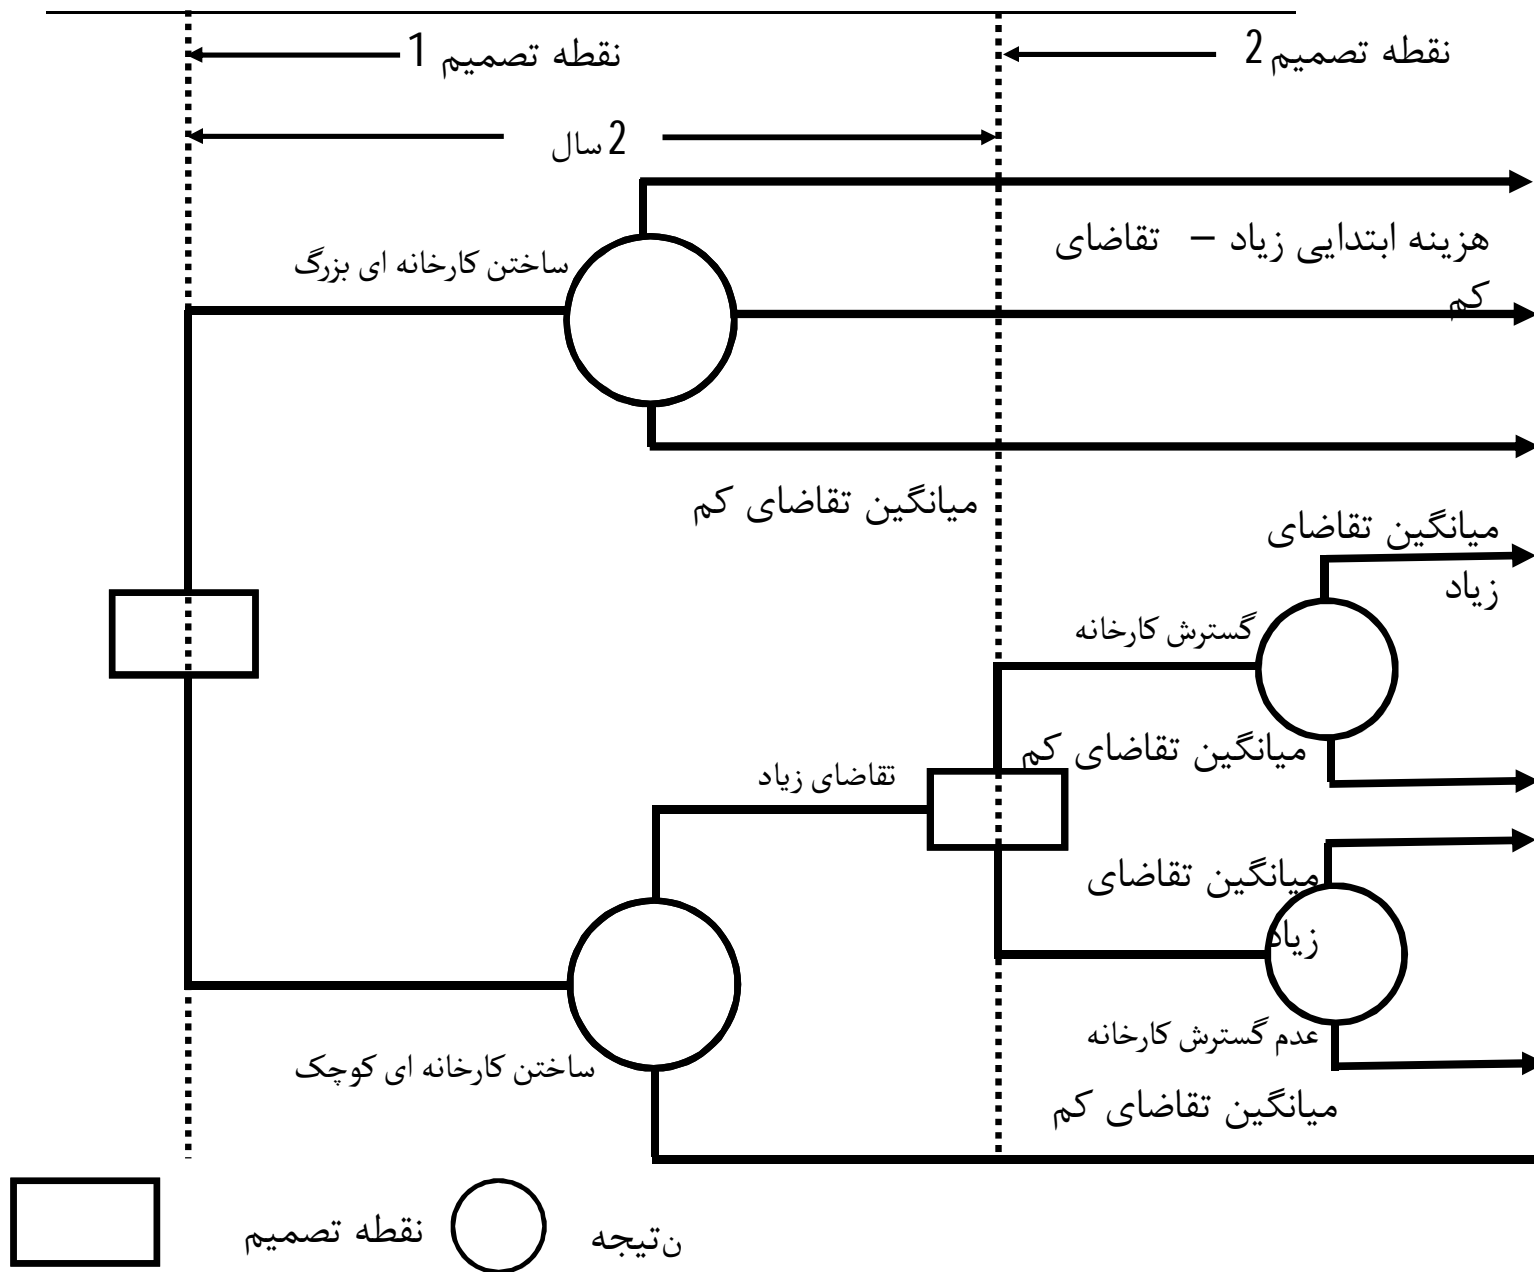 نقطه تصمیم 1
نقطه تصمیم 2
2 سال
هزینه ابتدایی زیاد – تقاضای
کم
ساختن کارخانه ای بزرگ
میانگین تقاضای کم
میانگین تقاضای
زیاد
گسترش کارخانه
میانگین تقاضای کم
تقاضای زیاد
میانگین تقاضای
زیاد
عدم گسترش کارخانه
ساختن کارخانه ای کوچک
میانگین تقاضای کم
نقطه تصمیم
نتیجه